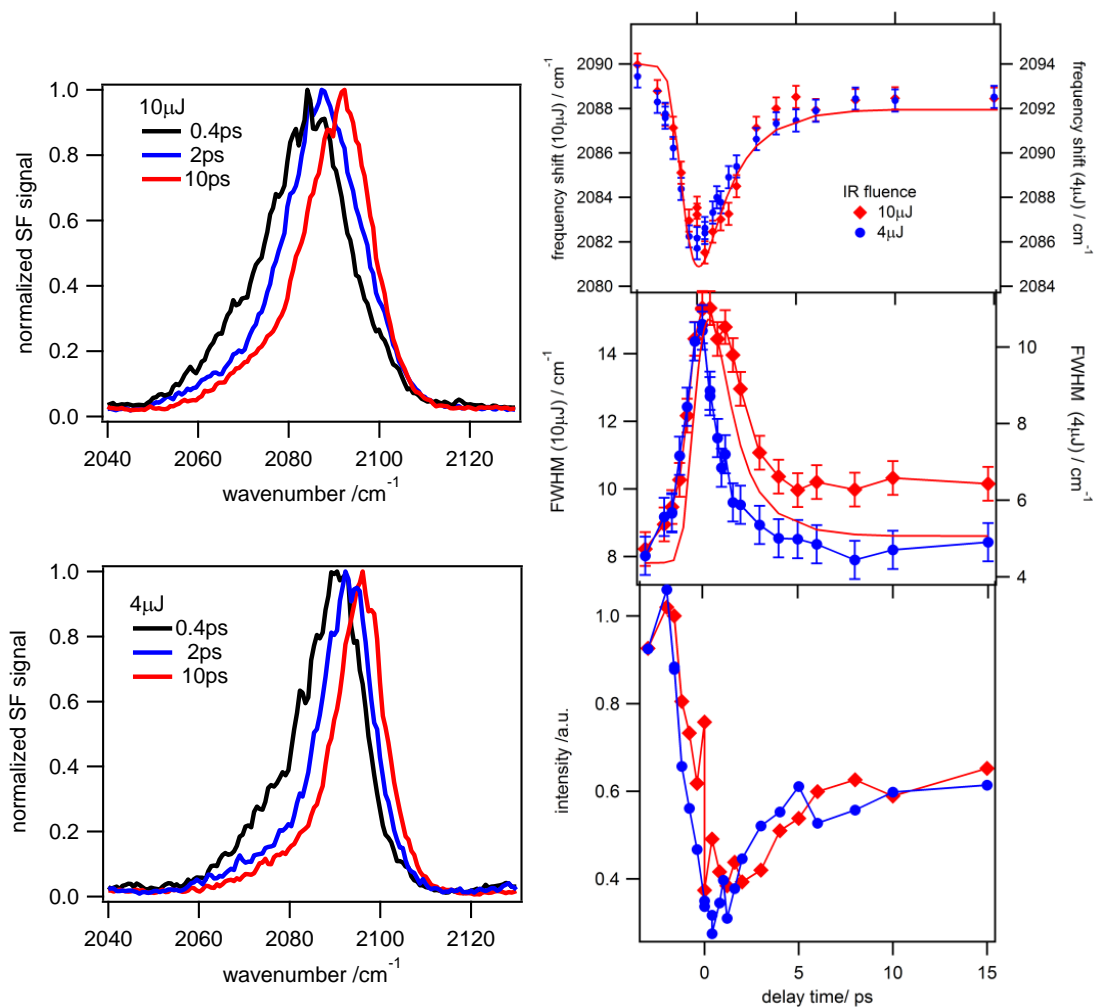 1.0
0.8
0.6
0.4
0.2
0.0
normalized SF signal
10μJ
0.4ps
2ps
10ps
2040 2060 2080 2100 2120
wavenumber /cm-1
1.0
0.8
0.6
0.4
0.2
0.0
normalized SF signal
4μJ
0.4ps
2ps
10ps
2040 2060 2080 2100 2120
wavenumber /cm-1
2090
2088
2086
2084
2082
2080
frequency shift (10μJ) / cm-1
2094
2092
2090
2088
2086
2084
frequency shift (4μJ) / cm-1
IR fluence
10μJ
4μJ
14
12
10
8
FWHM (10μJ) / cm-1
10
8
6
4
FWHM (4μJ) / cm-1
1.0
0.8
0.6
0.4
intensity /a.u.
0 5 10 15
delay time/ ps